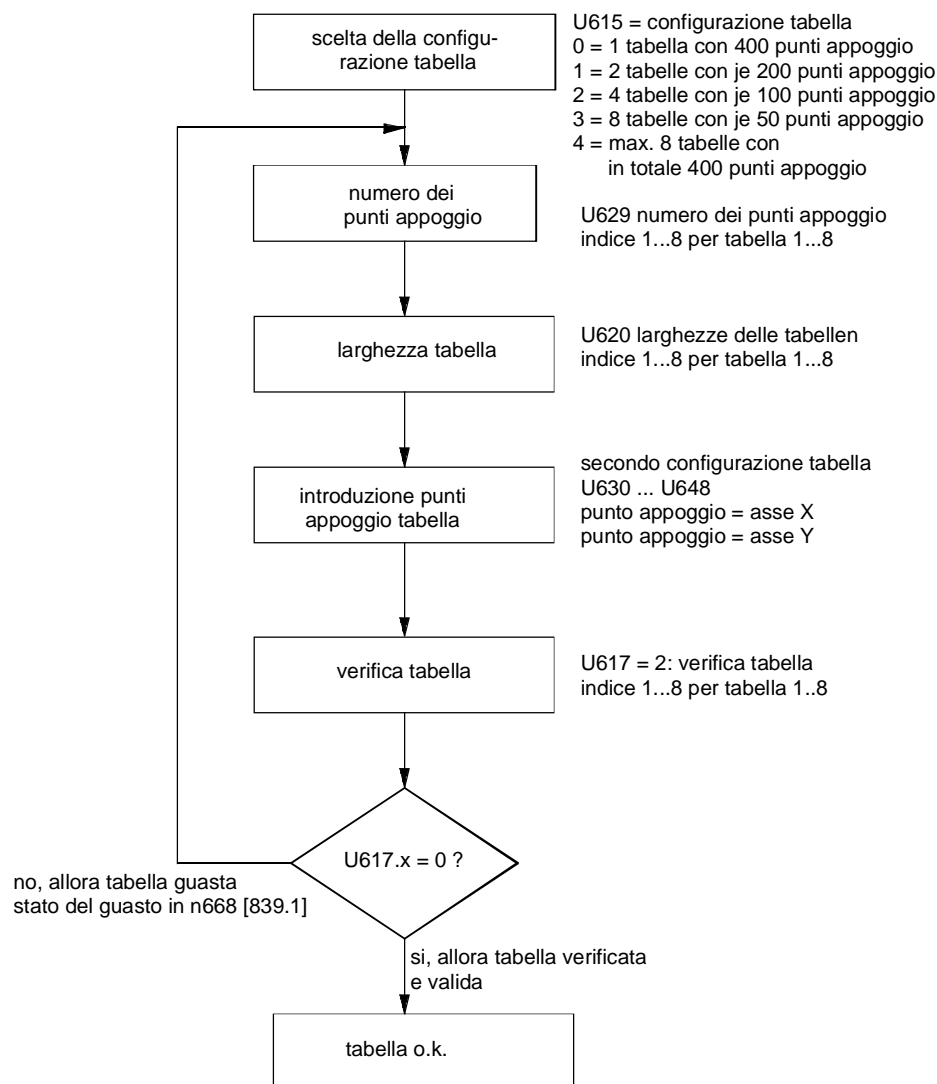 scelta della configu-
razione tabella
U615 = configurazione tabella
0 = 1 tabella con 400 punti appoggio
1 = 2 tabelle con je 200 punti appoggio
2 = 4 tabelle con je 100 punti appoggio
3 = 8 tabelle con je 50 punti appoggio
4 = max. 8 tabelle con
in totale 400 punti appoggio
numero dei
punti appoggio
U629 numero dei punti appoggio
indice 1...8 per tabella 1...8
larghezza tabella
U620 larghezze delle tabellen
indice 1...8 per tabella 1...8
introduzione punti
appoggio tabella
secondo configurazione tabella
U630 ... U648
punto appoggio = asse X
punto appoggio = asse Y
verifica tabella
U617 = 2: verifica tabella
indice 1...8 per tabella 1..8
U617.x = 0 ?
no, allora tabella guasta
stato del guasto in n668 [839.1]
si, allora tabella verificata
e valida
tabella o.k.